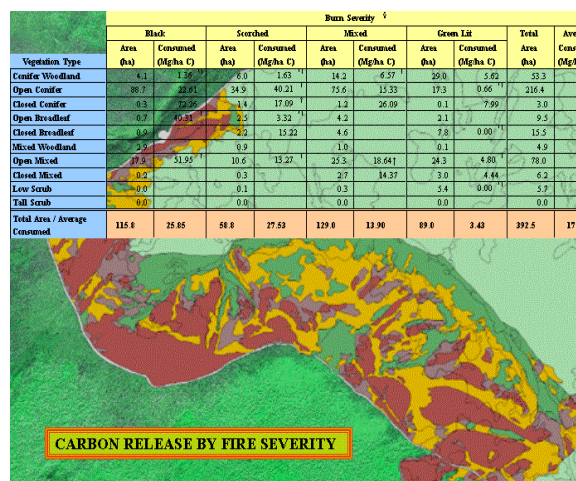 Burn Severity ◊
Black Scorched Mixed Green Lit Total Ave
Area Consumed Area Consumed Area Consumed Area Consumed Area Cons
Vegetation Type (ha) (Mg/ha C) (ha) (Mg/ha C) (ha) (Mg/ha C) (ha) (Mg/ha C) (ha) (Mg
Conifer Woodland 4.1 1.36 6.0 1.63 † 14.2 6.57 † 29.0 5.62 53.3
Open Conifer 88.7 22.61 34.9 40.21 † 75.6 15.33 17.3 0.66 † 216.4
Closed Conifer 0.3 72.26 1.4 17.09 † 1.2 26.09 0.1 7.99 3.0
Open Broadleaf 0.7 40.31 2.5 3.32 † 4.2 2.1 9.5
Closed Broadleaf 0.9 2.2 15.22 4.6 7.8 0.00 † 15.5
Mixed Woodland 2.9 0.9 1.0 0.1 4.9
Open Mixed 17.9 51.95 † 10.6 13.27 † 25.3 18.64† 24.3 4.80 † 78.0
Closed Mixed 0.2 0.3 2.7 14.37 3.0 4.44 6.2
Low Scrub 0.0 0.1 0.3 5.4 0.00 † 5.7
Tall Scrub 0.0 0.0 0.0 0.0 0.0
Total Area / Average
Consumed 115.8 25.85 58.8 27.53 129.0 13.90 89.0 3.43 392.5 17
CARBON RELEASE BY FIRE SEVERITY